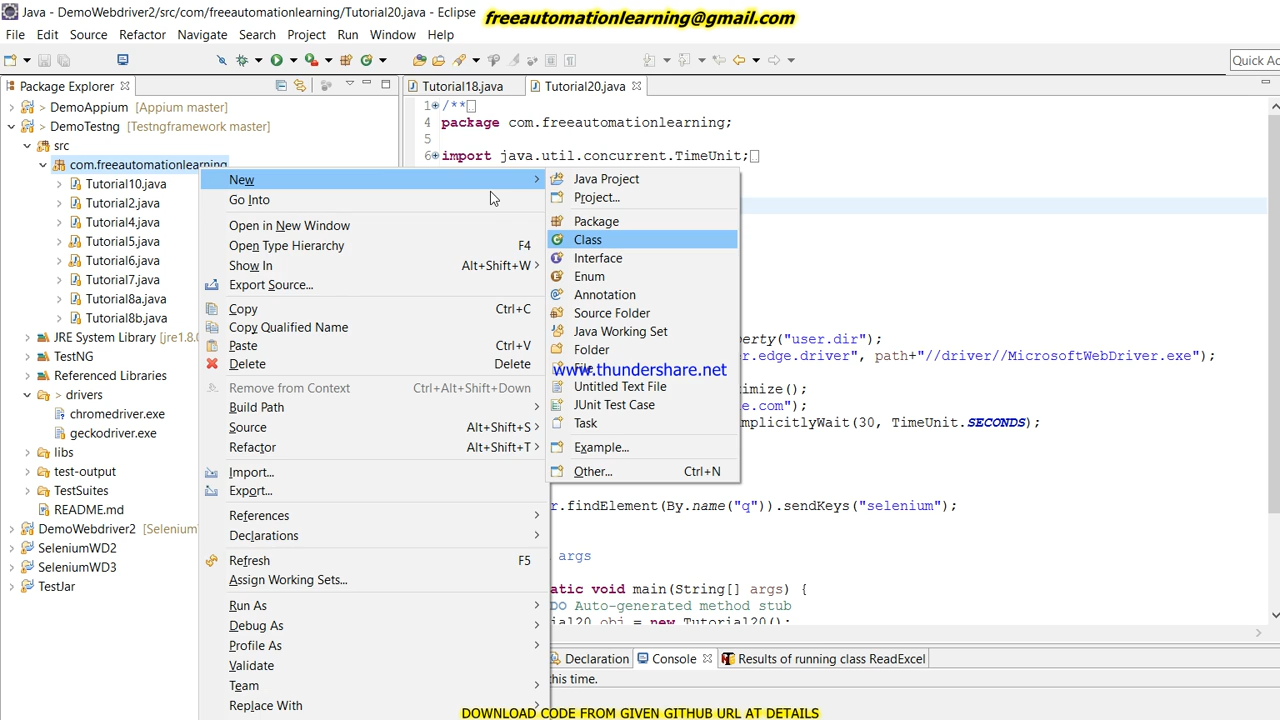 Java - DemoWebdriver2/src/com/freeautomationlearning/Tutorial20.java - Eclipse
freeautomationlearning@gmail.com
File Edit Source Refactor Navigate Search Project Run Window Help
Quick Ac
Package Explorer
Tutorial18.java
Tutorial20.java
> DemoAppium [Appium master]
> DemoTestng [Testngframework master]
> src
com.freeautomationlearning
Tutorial10.java
Tutorial2.java
Tutorial4.java
Tutorial5.java
Tutorial6.java
Tutorial7.java
Tutorial8a.java
Tutorial8b.java
JRE System Library [jre1.8.0
TestNG
Referenced Libraries
> drivers
chromedriver.exe
geckodriver.exe
libs
test-output
TestSuites
README.md
DemoWebdriver2 [Selenium
SeleniumWD2
SeleniumWD3
TestJar
New
Go Into
Open in New Window
Open Type Hierarchy F4
Show In Alt+Shift+W
Export Source...
Copy Ctrl+C
Copy Qualified Name
Paste Ctrl+V
Delete Delete
Remove from Context Ctrl+Alt+Shift+Down
Build Path
Source Alt+Shift+S
Refactor Alt+Shift+T
Import...
Export...
References
Declarations
Refresh F5
Assign Working Sets...
Run As
Debug As
Profile As
Validate
Team
Replace With
Java Project
Project...
Package
Class
Interface
Enum
Annotation
Source Folder
Java Working Set
Folder
www.thundershare.net
Untitled Text File
JUnit Test Case
Task
Example...
Other... Ctrl+N
1 /**
4 package com.freeautomationlearning;
5
6 import java.util.concurrent.TimeUnit;
perty("user.dir");
er.edge.driver", path+"//driver//MicrosoftWebDriver.exe");
ximize();
e.com");
mplicitlyWait(30, TimeUnit.SECONDS);
r.findElement(By.name("q")).sendKeys("selenium");
args
atic void main(String[] args) {
DO Auto-generated method stub
rial20 obj = new Tutorial20();
Declaration
Console
Results of running class ReadExcel
this time.
DOWNLOAD CODE FROM GIVEN GITHUB URL AT DETAILS